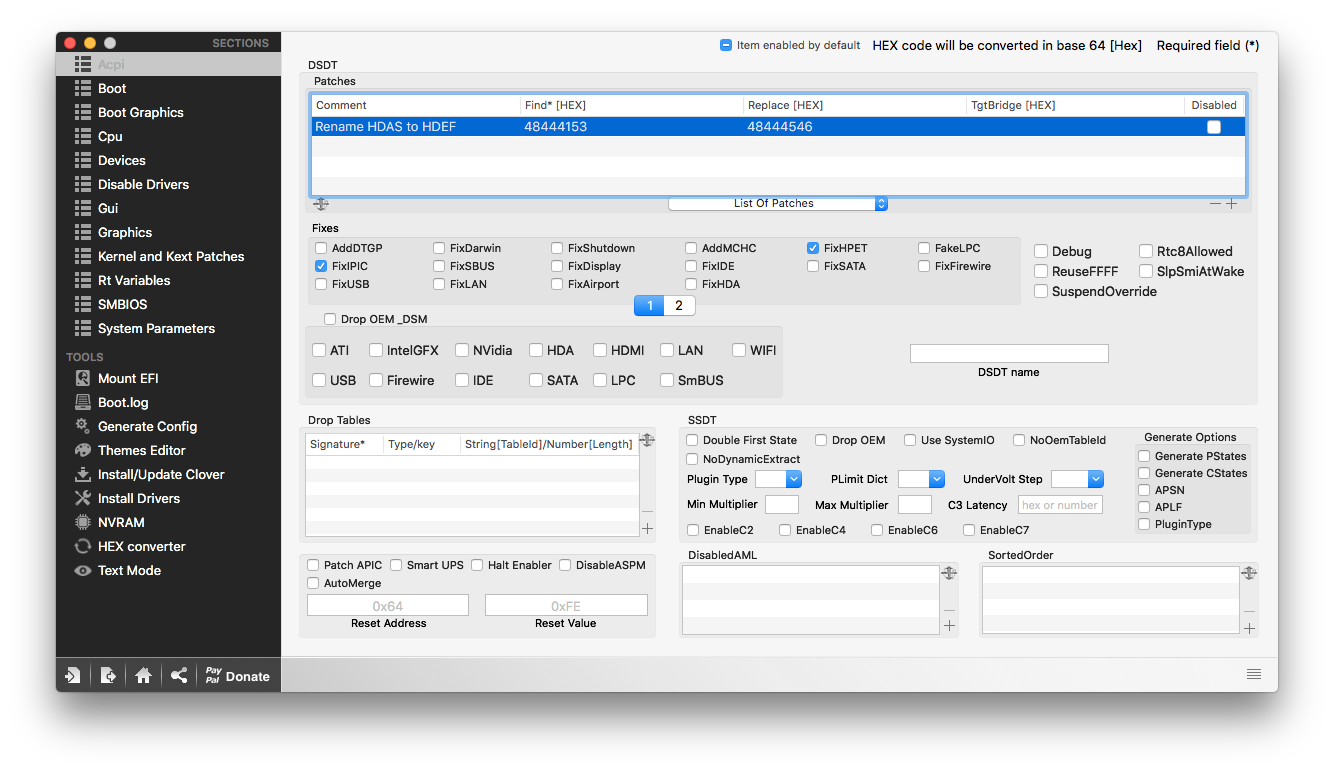 SECTIONS
Acpi
Boot
Boot Graphics
Cpu
Devices
Disable Drivers
Gui
Graphics
Kernel and Kext Patches
Rt Variables
SMBIOS
System Parameters
TOOLS
Mount EFI
Boot.log
Generate Config
Themes Editor
Install/Update Clover
Install Drivers
NVRAM
HEX converter
Text Mode
Pay
Pal
Donate
Item enabled by default HEX code will be converted in base 64 [Hex] Required field (*)
DSDT
Patches
Comment Find* [HEX] Replace [HEX] TgtBridge [HEX] Disabled
Rename HDAS to HDEF 48444153 48444546
List Of Patches
Fixes
AddDTGP FixDarwin FixShutdown AddMCHC FixHPET FakeLPC
FixIPIC FixSBUS FixDisplay FixIDE FixSATA FixFirewire
FixUSB FixLAN FixAirport FixHDA
1 2
Debug Rtc8Allowed
ReuseFFFF SlpSmiAtWake
SuspendOverride
Drop OEM _DSM
ATI IntelGFX NVidia HDA HDMI LAN WIFI
USB Firewire IDE SATA LPC SmBUS
DSDT name
Drop Tables
Signature* Type/key String[TableId]/Number[Length]
SSDT
Double First State Drop OEM Use SystemIO NoOemTableId
NoDynamicExtract
Plugin Type PLimit Dict UnderVolt Step
Min Multiplier Max Multiplier C3 Latency hex or number
EnableC2 EnableC4 EnableC6 EnableC7
Generate Options
Generate PStates
Generate CStates
APSN
APLF
PluginType
Patch APIC Smart UPS Halt Enabler DisableASPM
AutoMerge
0x64 0xFE
Reset Address Reset Value
DisabledAML
SortedOrder